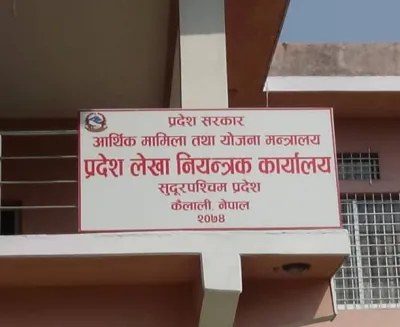 प्रदेश सरकार
आर्थिक मामिला तथा योजना मन्त्रालय
प्रदेश लेखा नियन्त्रक कार्यालय
सुदूरपश्चिम प्रदेश
कैलाली, नेपाल
२०७४